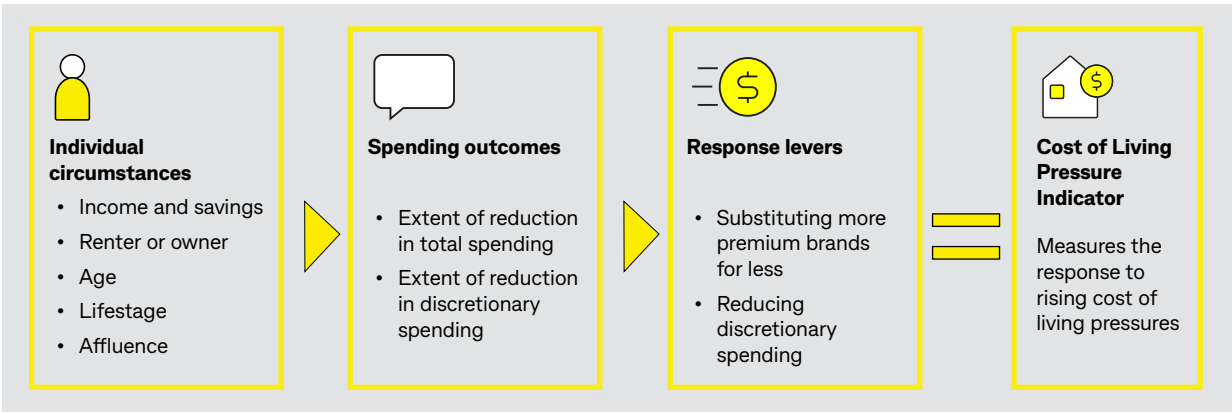 Individual
circumstances
• Income and savings
• Renter or owner
• Age
• Lifestage
• Affluence
Spending outcomes
• Extent of reduction
in total spending
• Extent of reduction
in discretionary
spending
$
Response levers
• Substituting more
premium brands
for less
• Reducing
discretionary
spending
$
Cost of Living
Pressure
Indicator
Measures the
response to
rising cost of
living pressures